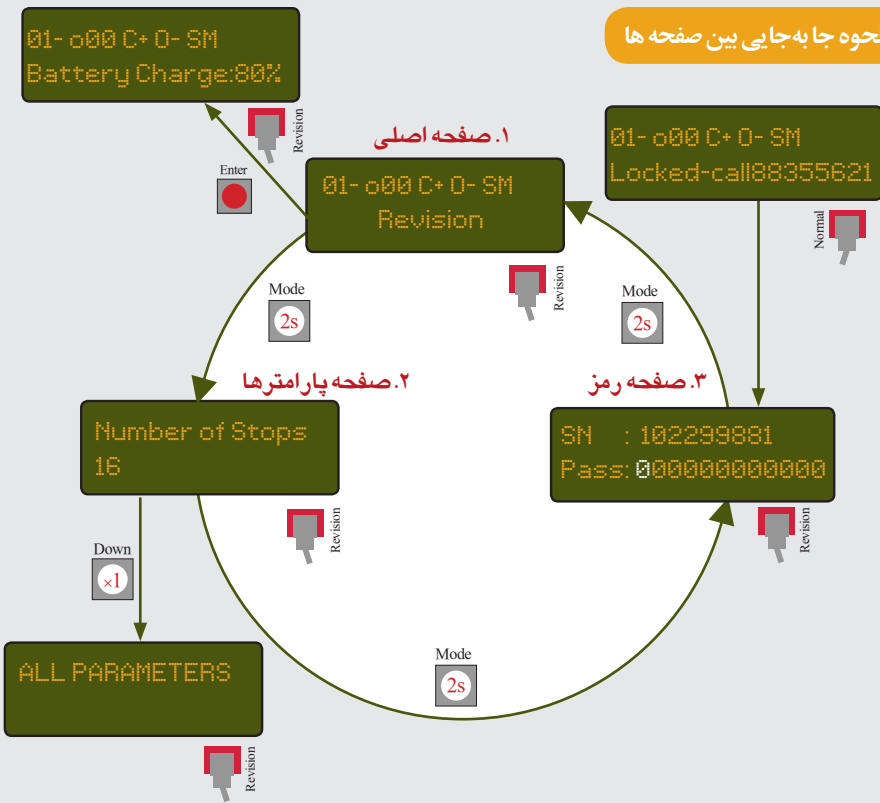 نحوه جا به جایی بین صفحه ها
01- o00 C+ O- SM
Battery Charge:80%
Revision
Enter
۱. صفحه اصلی
01- o00 C+ O- SM
Revision
Revision
01- o00 C+ O- SM
Locked-call88355621
Normal
Mode
2s
Mode
2s
۲. صفحه پارامترها
Number of Stops
16
Revision
۳. صفحه رمز
SN : 102299881
Pass: 000000000000
Revision
Down
×1
ALL PARAMETERS
Revision
Mode
2s